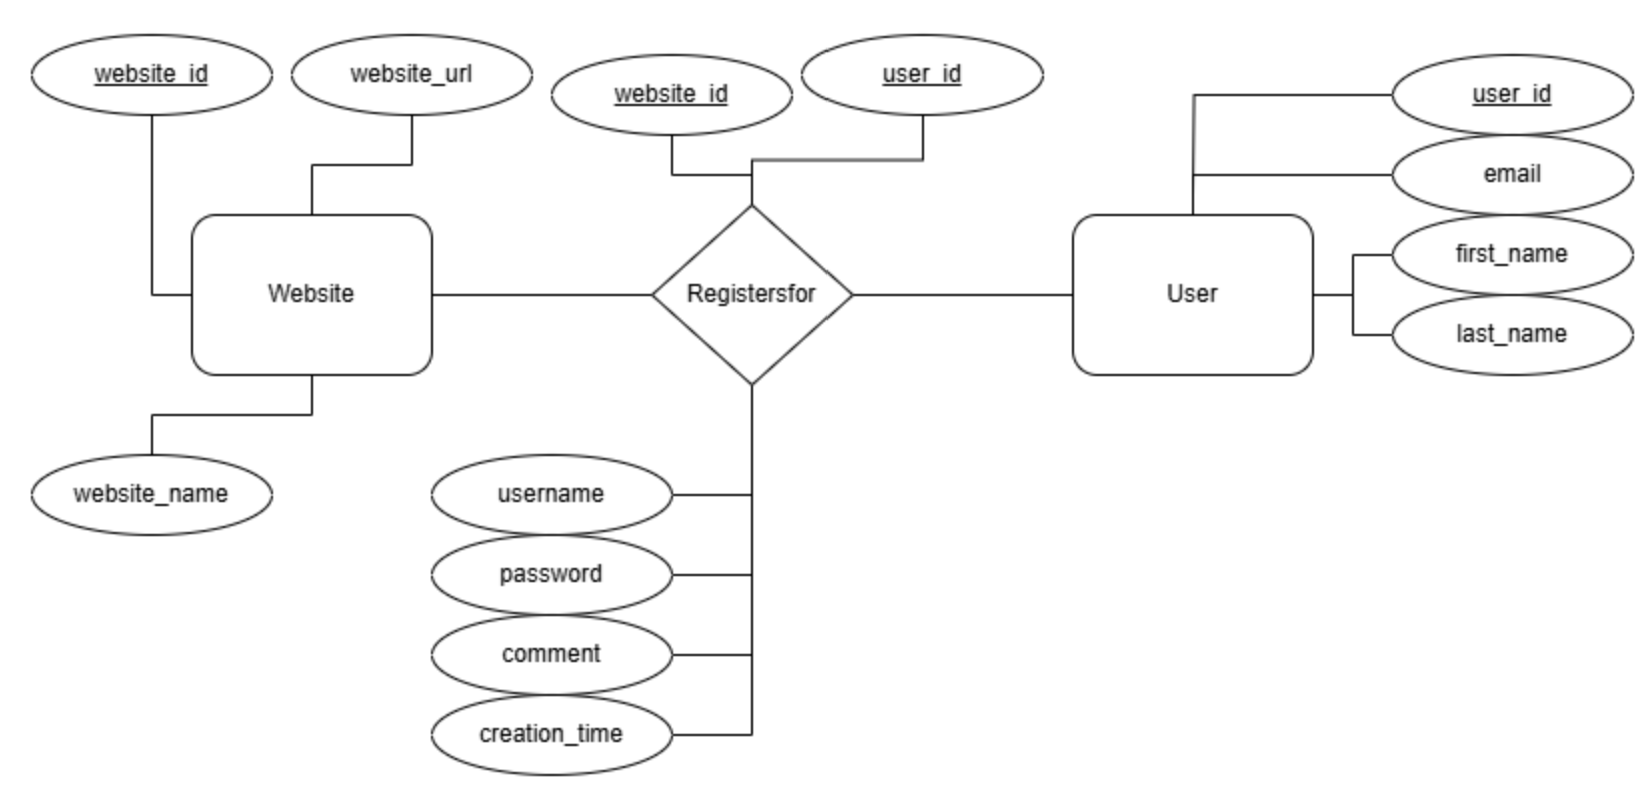 website_id
website_url
website_id
user_id
user_id
email
first_name
last_name
Website
Registersfor
User
website_name
username
password
comment
creation_time